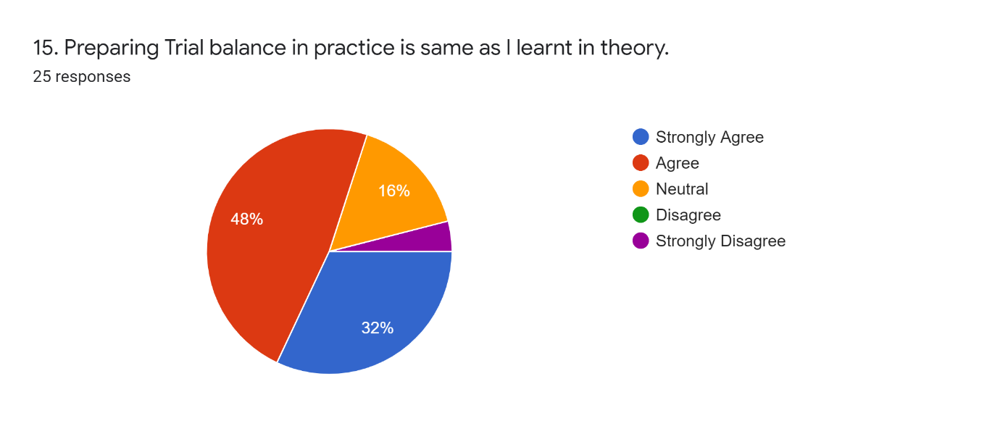 15. Preparing Trial balance in practice is same as I learnt in theory.
25 responses
Strongly Agree
Agree
Neutral
Disagree
Strongly Disagree
16%
48%
32%